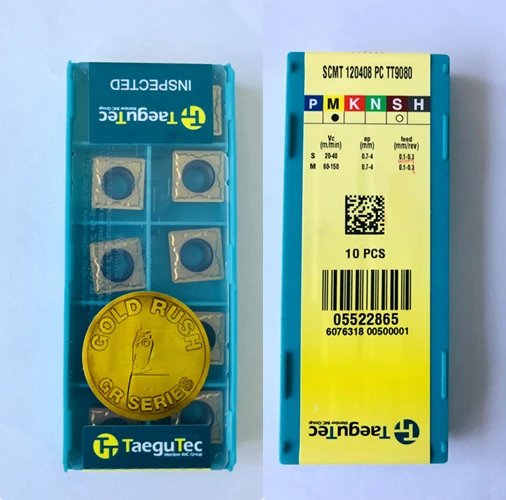 INSPECTED
TaeguTec
Member IMC Group
GOLD RUSH
GR SERIES
TaeguTec
Member IMC Group
SCMT 120408 PC TT9080
P M K N S H
Vc ap feed
(m/min) (mm) (mm/rev)
S 20-40 0.7-4 0.1-0.3
M 60-150 0.7-4 0.1-0.3
10 PCS
05522865
6076318 00500001
TaeguTec
Member IMC Group